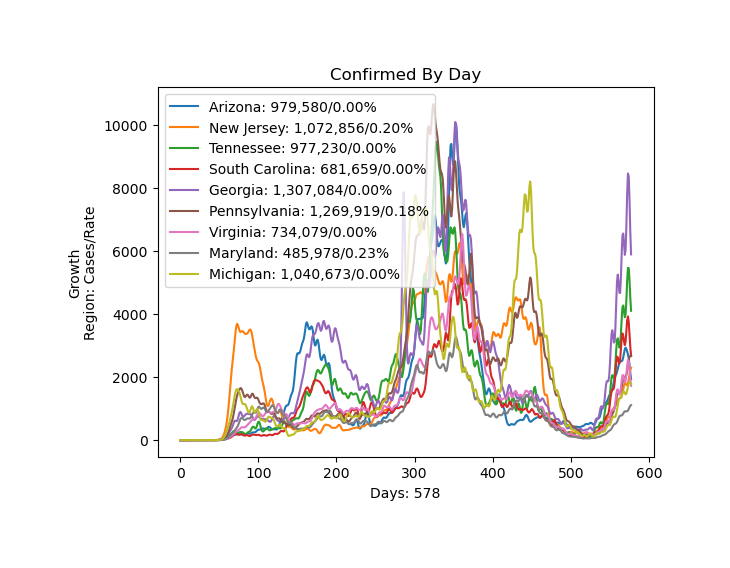 Confirmed By Day
Growth
Region: Cases/Rate
10000
8000
6000
4000
2000
0
Arizona: 979,580/0.00%
New Jersey: 1,072,856/0.20%
Tennessee: 977,230/0.00%
South Carolina: 681,659/0.00%
Georgia: 1,307,084/0.00%
Pennsylvania: 1,269,919/0.18%
Virginia: 734,079/0.00%
Maryland: 485,978/0.23%
Michigan: 1,040,673/0.00%
0 100 200 300 400 500 600
Days: 578